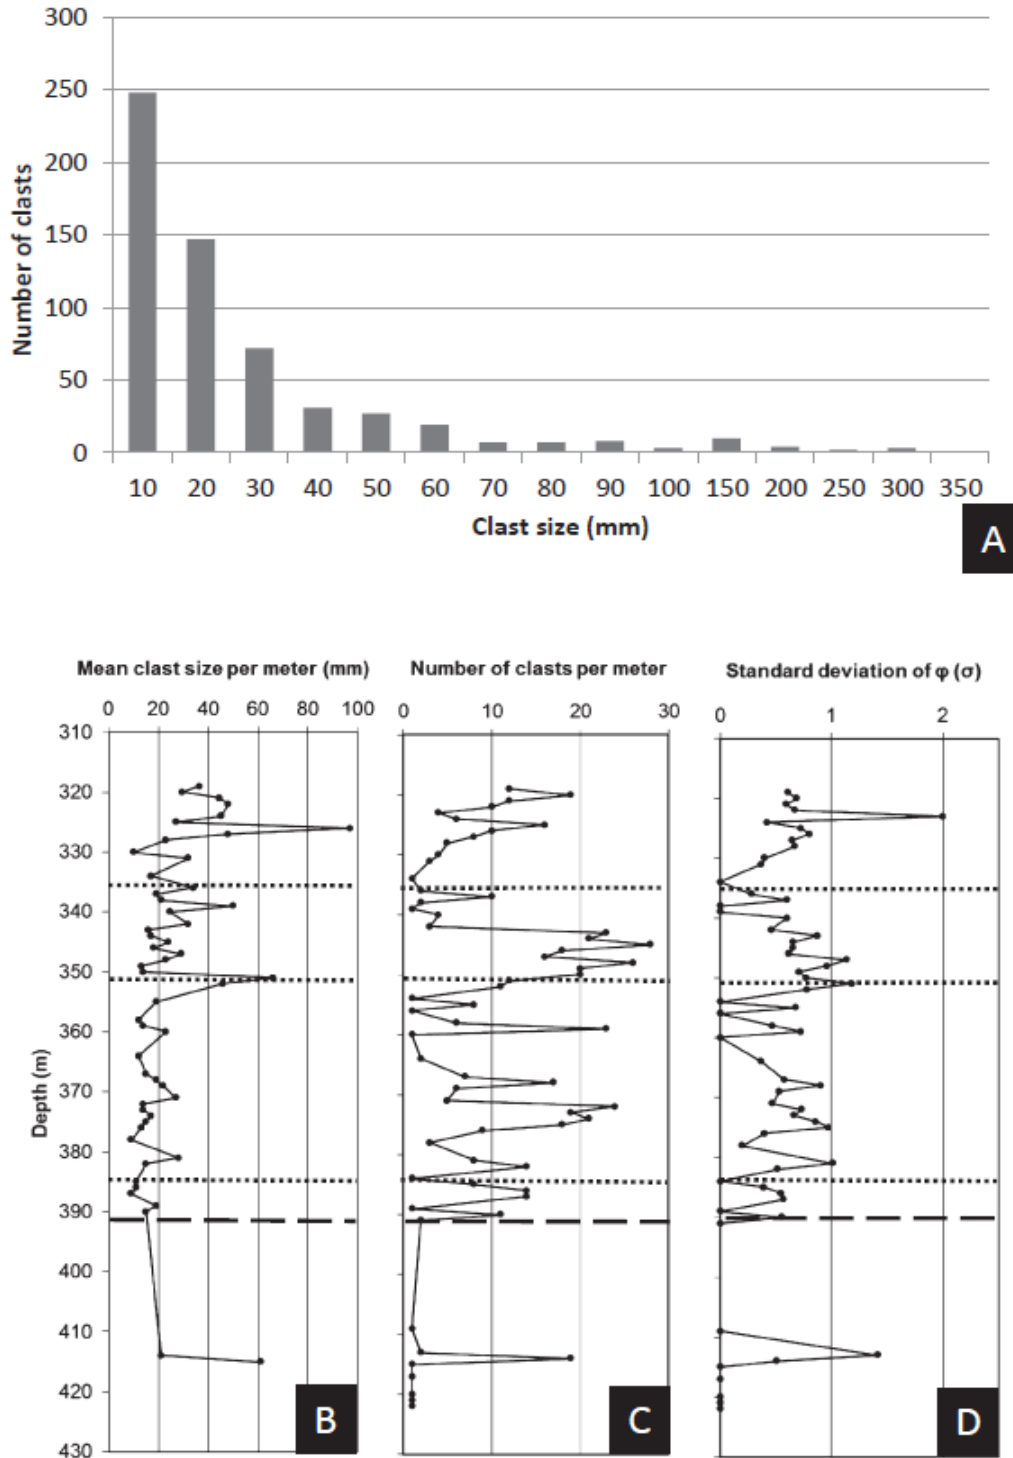 300
250
200
150
100
50
0
Number of clasts
10 20 30 40 50 60 70 80 90 100 150 200 250 300 350
Clast size (mm)
A
Mean clast size per meter (mm)
0 20 40 60 80 100
Depth (m)
310
320
330
340
350
360
370
380
390
400
410
420
430
B
Number of clasts per meter
0 10 20 30
C
Standard deviation of φ (σ)
0 1 2
D